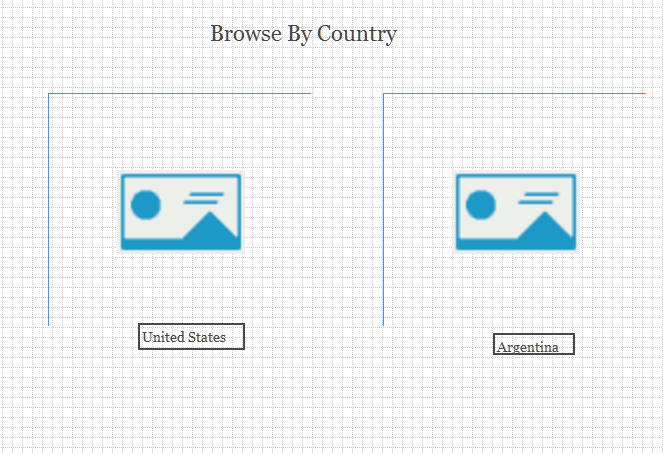 Browse By Country
United States
Argentina